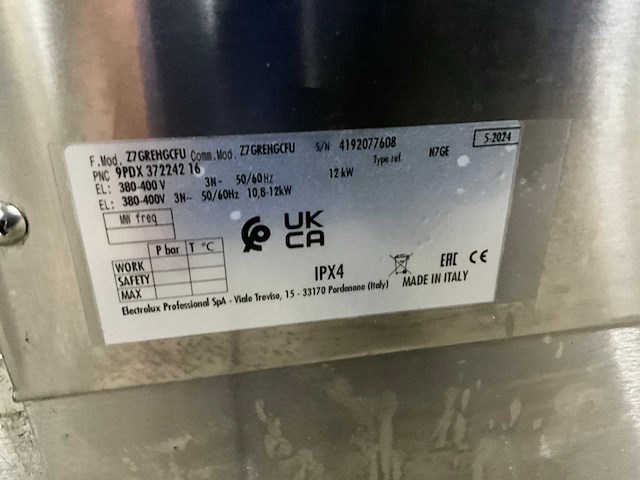 F.Mod. Z7GREHGCFU Comm.Mod. Z7GREHGCFU S/N 4192077608 5-2024
PNC 9PDX 372242 16 Type ref. N7GE
EL: 380-400 V 3N~ 50/60Hz 12 kW
EL: 380-400V 3N~ 50/60Hz 10,8-12kW
MW freq
P bar T °C
WORK
SAFETY
MAX
UK
CA
IPX4
EAC CE
MADE IN ITALY
Electrolux Professional SpA - Viale Treviso, 15 - 33170 Pordenone (Italy)